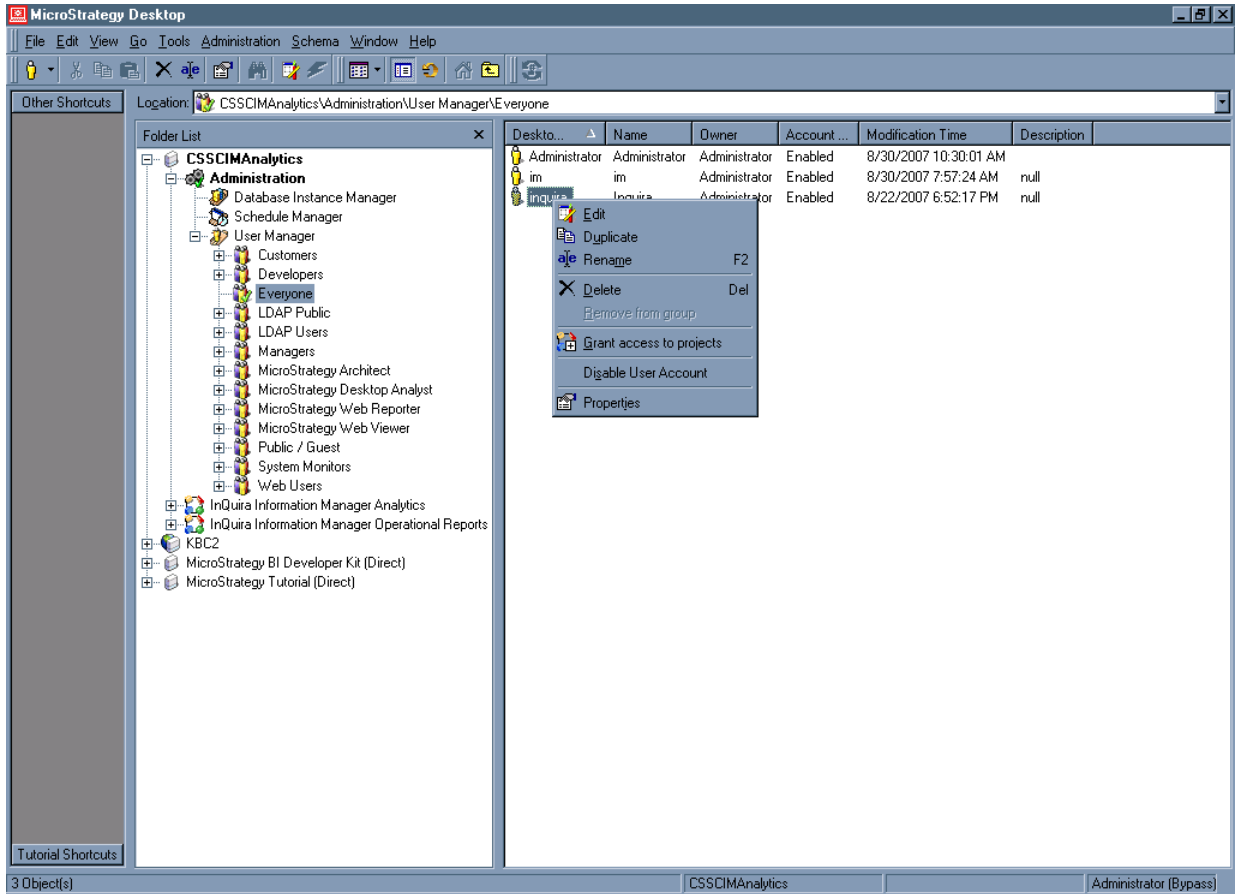 MicroStrategy Desktop
File Edit View Go Tools Administration Schema Window Help
Other Shortcuts
Location: CSSCIMAnalytics\Administration\User Manager\Everyone
Folder List
CSSCIMAnalytics
Administration
Database Instance Manager
Schedule Manager
User Manager
Customers
Developers
Everyone
LDAP Public
LDAP Users
Managers
MicroStrategy Architect
MicroStrategy Desktop Analyst
MicroStrategy Web Reporter
MicroStrategy Web Viewer
Public / Guest
System Monitors
Web Users
InQuira Information Manager Analytics
InQuira Information Manager Operational Reports
KBC2
MicroStrategy BI Developer Kit (Direct)
MicroStrategy Tutorial (Direct)
Deskto... Name Owner Account ... Modification Time Description
Administrator Administrator Administrator Enabled 8/30/2007 10:30:01 AM
im im Administrator Enabled 8/30/2007 7:57:24 AM null
inquira Inquira Administrator Enabled 8/22/2007 6:52:17 PM null
Edit
Duplicate
Rename F2
Delete Del
Remove from group
Grant access to projects
Disable User Account
Properties
Tutorial Shortcuts
3 Object(s) CSSCIMAnalytics Administrator (Bypass)